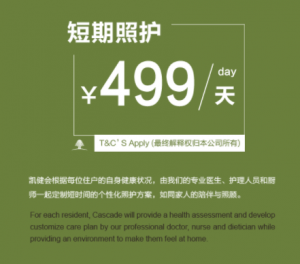 短期照护
¥499/day 天
T&C'S Apply (最终解释权归本公司所有)
凯健会根据每位住户的自身健康状况，由我们的专业医生、护理人员和厨
师一起定制短时间的个性化照护方案，如同家人的陪伴与照顾。
For each resident, Cascade will provide a health assessment and develop
customize care plan by our professional doctor, nurse and dietician while
providing an environment to make them feel at home.